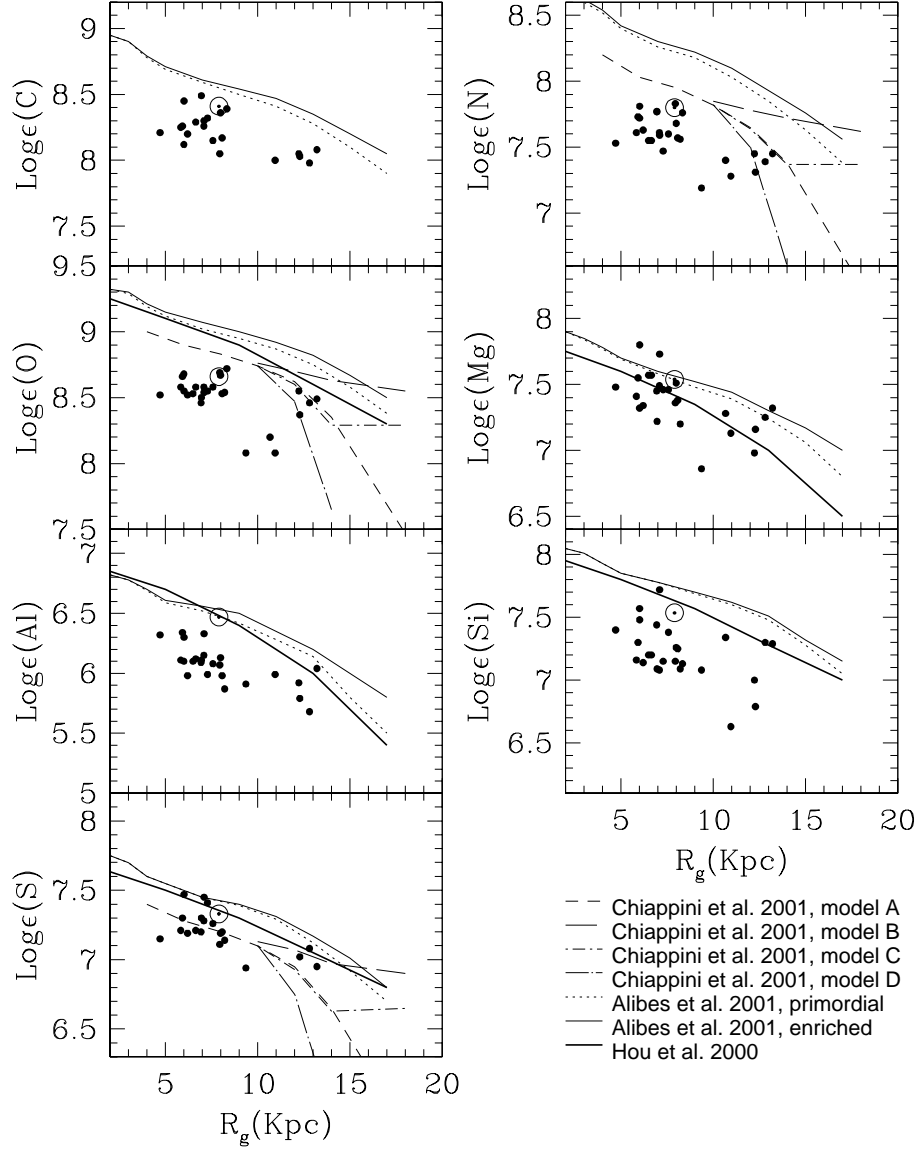 9
8.5
8
7.5
9.5
Logϵ(C)
8.5
8
7.5
7
Logϵ(N)
9
8.5
8
7.5
Logϵ(O)
8
7.5
7
6.5
Logϵ(Mg)
7
6.5
6
5.5
5
Logϵ(Al)
8
7.5
7
6.5
Logϵ(Si)
5 10 15 20
R_g(Kpc)
8
7.5
7
6.5
Logϵ(S)
5 10 15 20
R_g(Kpc)
Chiappini et al. 2001, model A
Chiappini et al. 2001, model B
Chiappini et al. 2001, model C
Chiappini et al. 2001, model D
Alibes et al. 2001, primordial
Alibes et al. 2001, enriched
Hou et al. 2000